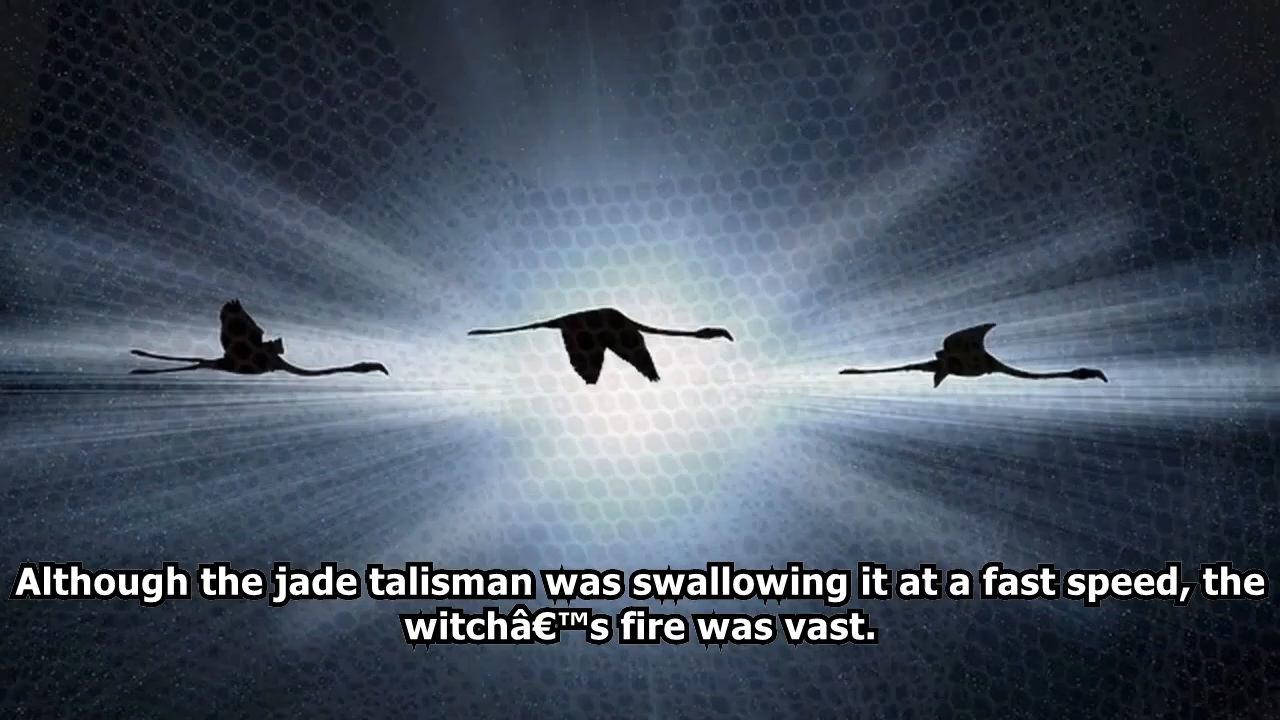 Although the jade talisman was swallowing it at a fast speed, the
witchâ€™s fire was vast.